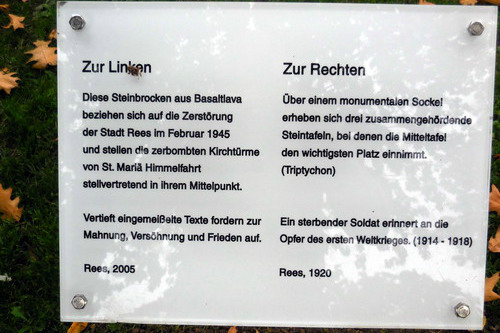 Zur Linken
Diese Steinbrocken aus Basaltlava
beziehen sich auf die Zerstörung
der Stadt Rees im Februar 1945
und stellen die zerbombten Kirchtürme
von St. Mariä Himmelfahrt
stellvertretend in ihrem Mittelpunkt.
Vertieft eingemeißelte Texte fordern zur
Mahnung, Versöhnung und Frieden auf.
Rees, 2005
Zur Rechten
Über einem monumentalen Sockel
erheben sich drei zusammengehördende
Steintafeln, bei denen die Mitteltafel
den wichtigsten Platz einnimmt.
(Triptychon)
Ein sterbender Soldat erinnert an die
Opfer des ersten Weltkrieges. (1914 - 1918)
Rees, 1920